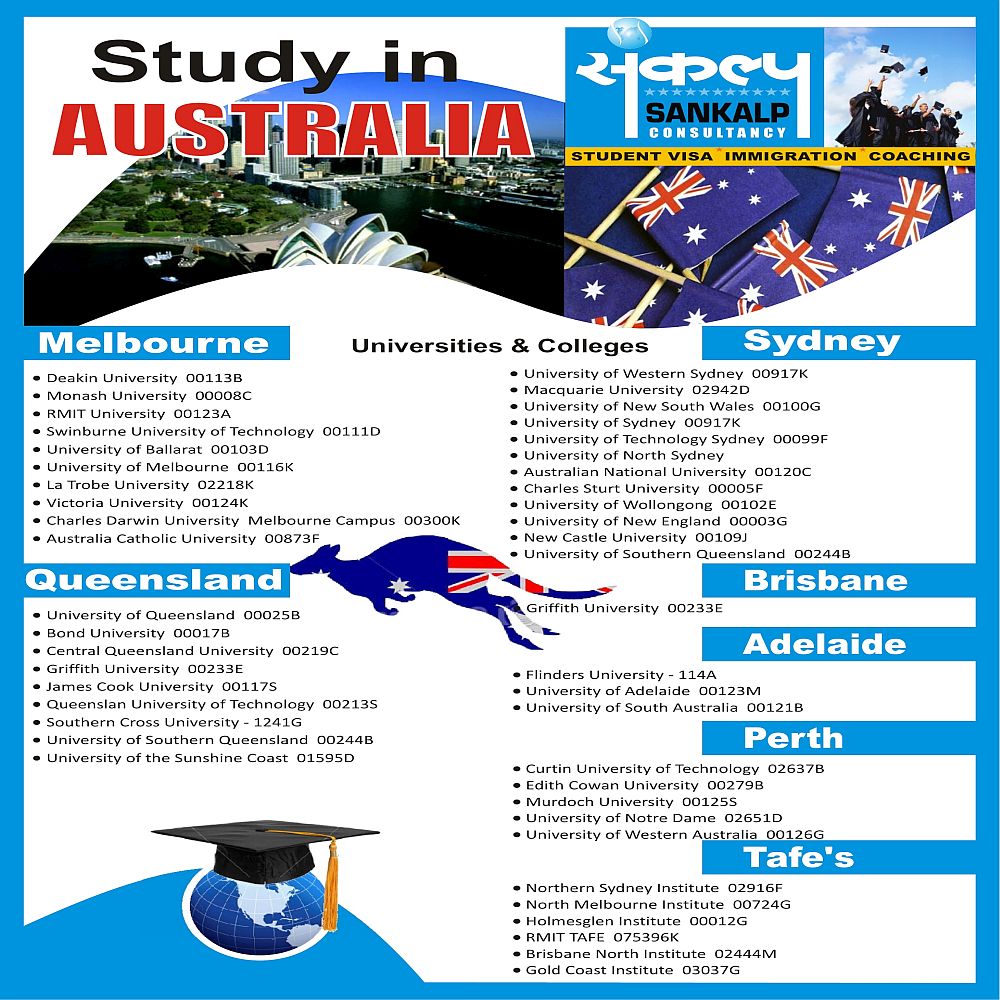 Study in
AUSTRALIA
संकल्प
SANKALP
CONSULTANCY
STUDENT VISA * IMMIGRATION * COACHING
Melbourne
• Deakin University 00113B
• Monash University 00008C
• RMIT University 00123A
• Swinburne University of Technology 00111D
• University of Ballarat 00103D
• University of Melbourne 00116K
• La Trobe University 02218K
• Victoria University 00124K
• Charles Darwin University Melbourne Campus 00300K
• Australia Catholic University 00873F
Queensland
• University of Queensland 00025B
• Bond University 00017B
• Central Queensland University 00219C
• Griffith University 00233E
• James Cook University 00117S
• Queenslan University of Technology 00213S
• Southern Cross University - 1241G
• University of Southern Queensland 00244B
• University of the Sunshine Coast 01595D
Universities & Colleges
Sydney
• University of Western Sydney 00917K
• Macquarie University 02942D
• University of New South Wales 00100G
• University of Sydney 00917K
• University of Technology Sydney 00099F
• University of North Sydney
• Australian National University 00120C
• Charles Sturt University 00005F
• University of Wollongong 00102E
• University of New England 00003G
• New Castle University 00109J
• University of Southern Queensland 00244B
Brisbane
• Griffith University 00233E
Adelaide
• Flinders University - 114A
• University of Adelaide 00123M
• University of South Australia 00121B
Perth
• Curtin University of Technology 02637B
• Edith Cowan University 00279B
• Murdoch University 00125S
• University of Notre Dame 02651D
• University of Western Australia 00126G
Tafe's
• Northern Sydney Institute 02916F
• North Melbourne Institute 00724G
• Holmesglen Institute 00012G
• RMIT TAFE 075396K
• Brisbane North Institute 02444M
• Gold Coast Institute 03037G